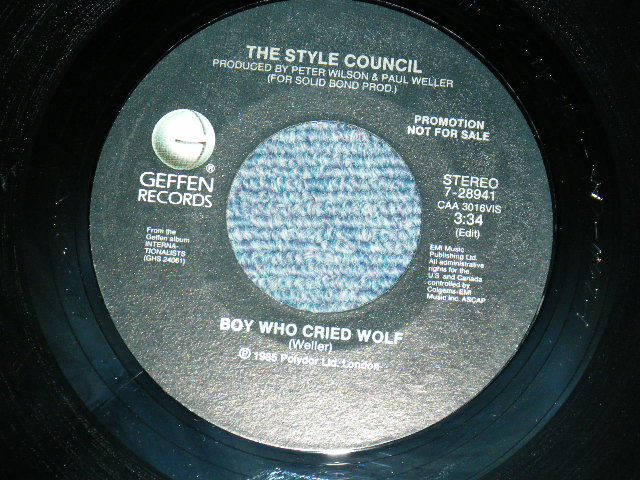 THE STYLE COUNCIL
PRODUCED BY PETER WILSON & PAUL WELLER
(FOR SOLID BOND PROD.)
PROMOTION
NOT FOR SALE
GEFFEN
RECORDS
STEREO
7-28941
CAA 3016VIS
3:34
(Edit)
From the
Geffen album
INTERNA-
TIONALISTS
(GHS 24061)
EMI Music
Publishing Ltd.
All administrative
rights for the
U.S. and Canada
controlled by
Colgems-EMI
Music Inc. ASCAP
BOY WHO CRIED WOLF
(Weller)
℗ 1985 Polydor Ltd. London